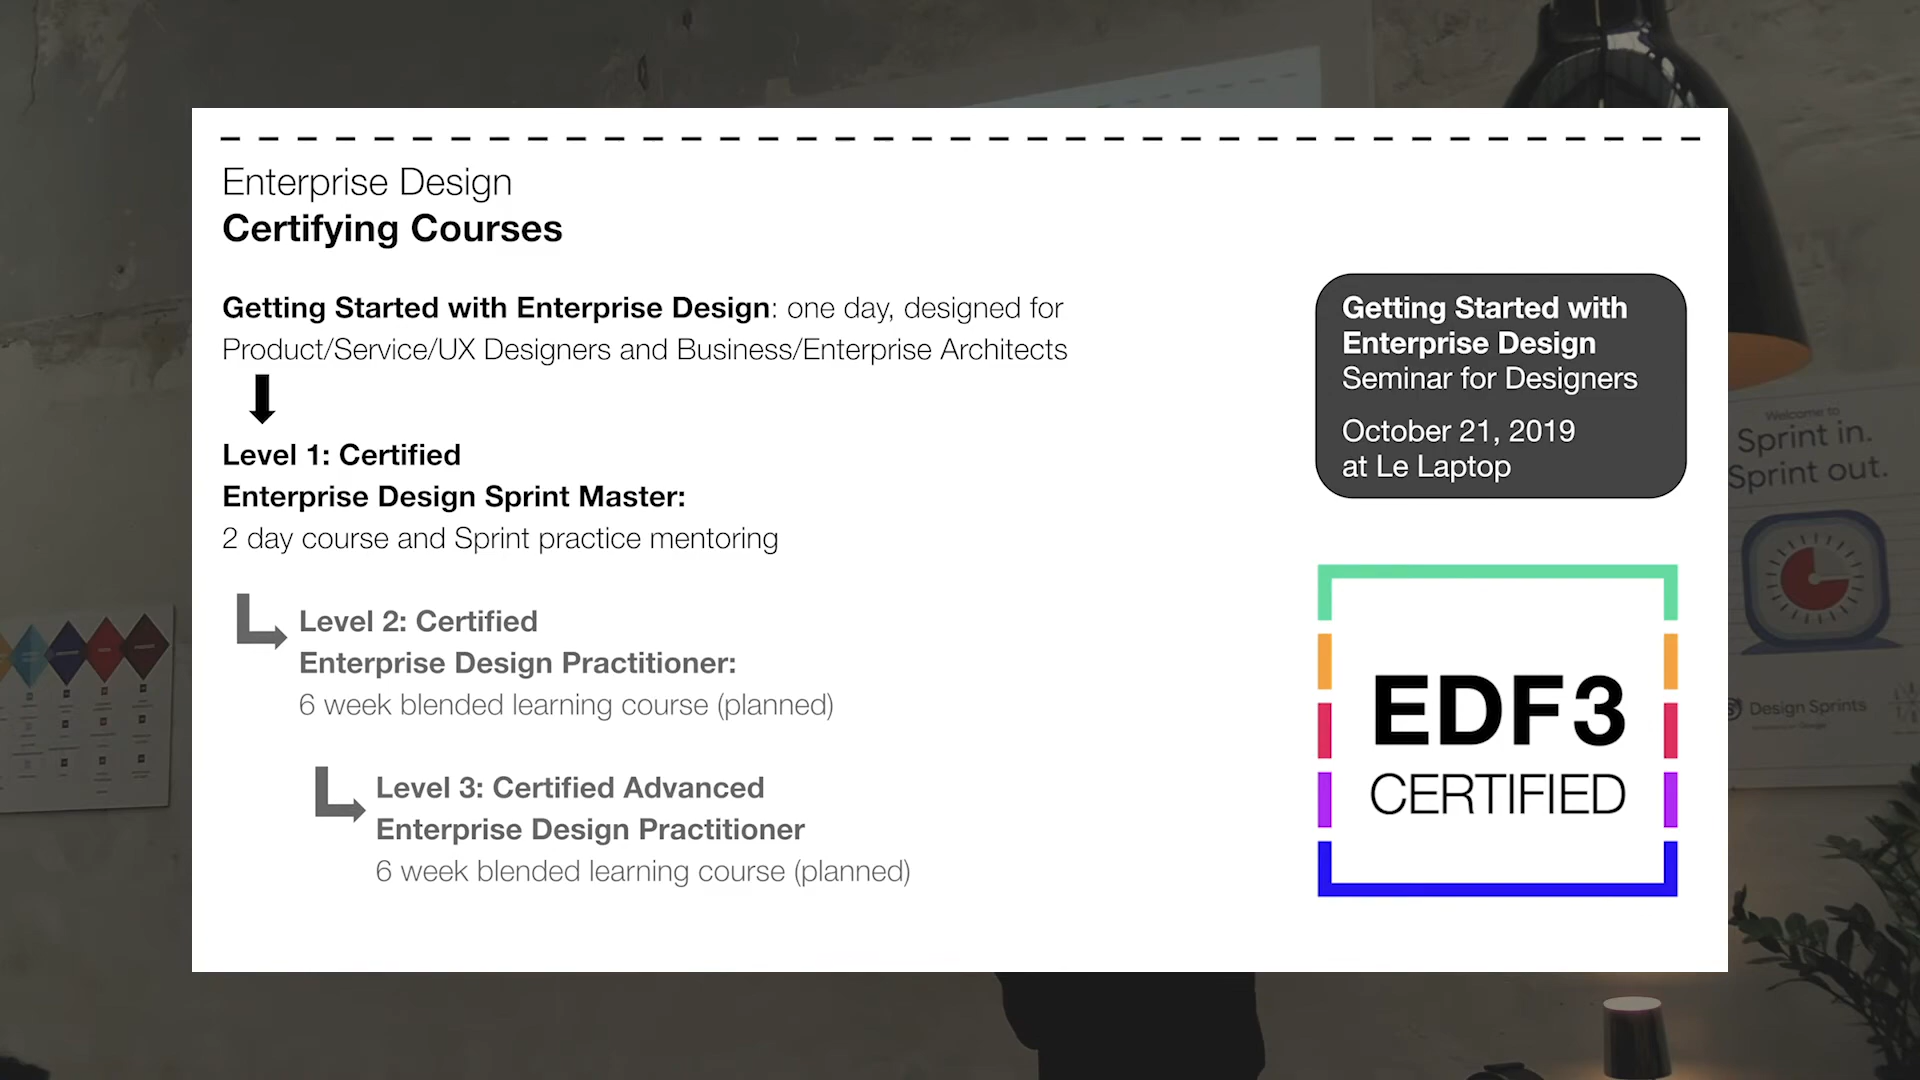 Enterprise Design
Certifying Courses
Getting Started with Enterprise Design: one day, designed for
Product/Service/UX Designers and Business/Enterprise Architects
Level 1: Certified
Enterprise Design Sprint Master:
2 day course and Sprint practice mentoring
Level 2: Certified
Enterprise Design Practitioner:
6 week blended learning course (planned)
Level 3: Certified Advanced
Enterprise Design Practitioner
6 week blended learning course (planned)
Getting Started with
Enterprise Design
Seminar for Designers
October 21, 2019
at Le Laptop
EDF3
CERTIFIED
Welcome to
Sprint in.
Sprint out.
Design Sprints